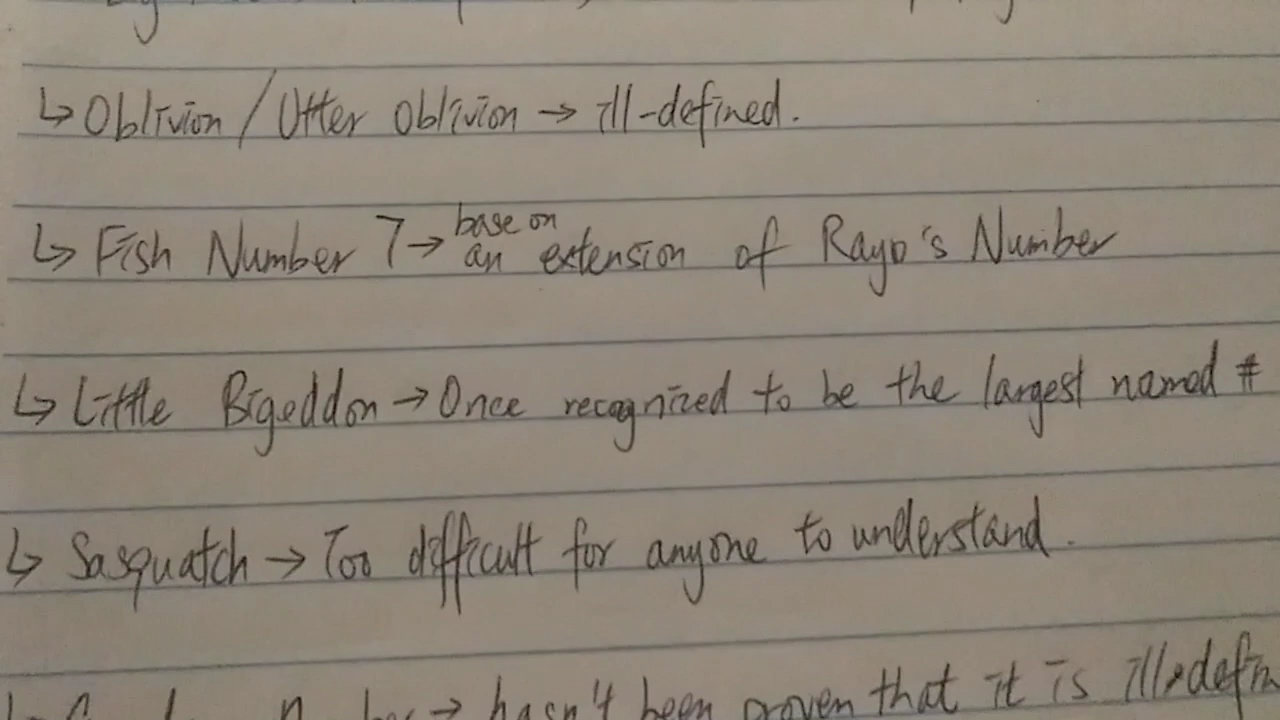 ↳ Oblivion / Utter Oblivion → ill-defined.
↳ Fish Number 7 → base on an extension of Rayo's Number
↳ Little Bigeddon → Once recognized to be the largest named #
↳ Sasquatch → Too difficult for anyone to understand.
→ hasn't been proven that it is